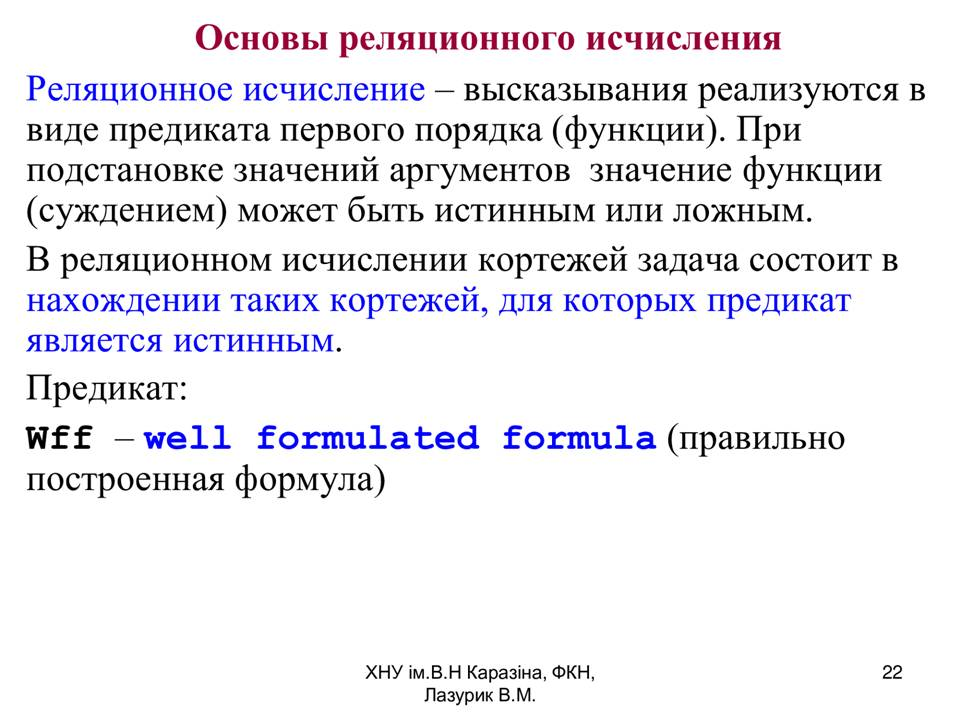 Основы реляционного исчисления
Реляционное исчисление – высказывания реализуются в
виде предиката первого порядка (функции). При
подстановке значений аргументов  значение функции
(суждением) может быть истинным или ложным.
В реляционном исчислении кортежей задача состоит в
нахождении таких кортежей, для которых предикат
является истинным.
Предикат:
Wff – well formulated formula (правильно
построенная формула)
ХНУ ім.В.Н Каразіна, ФКН,
Лазурик В.М.
22